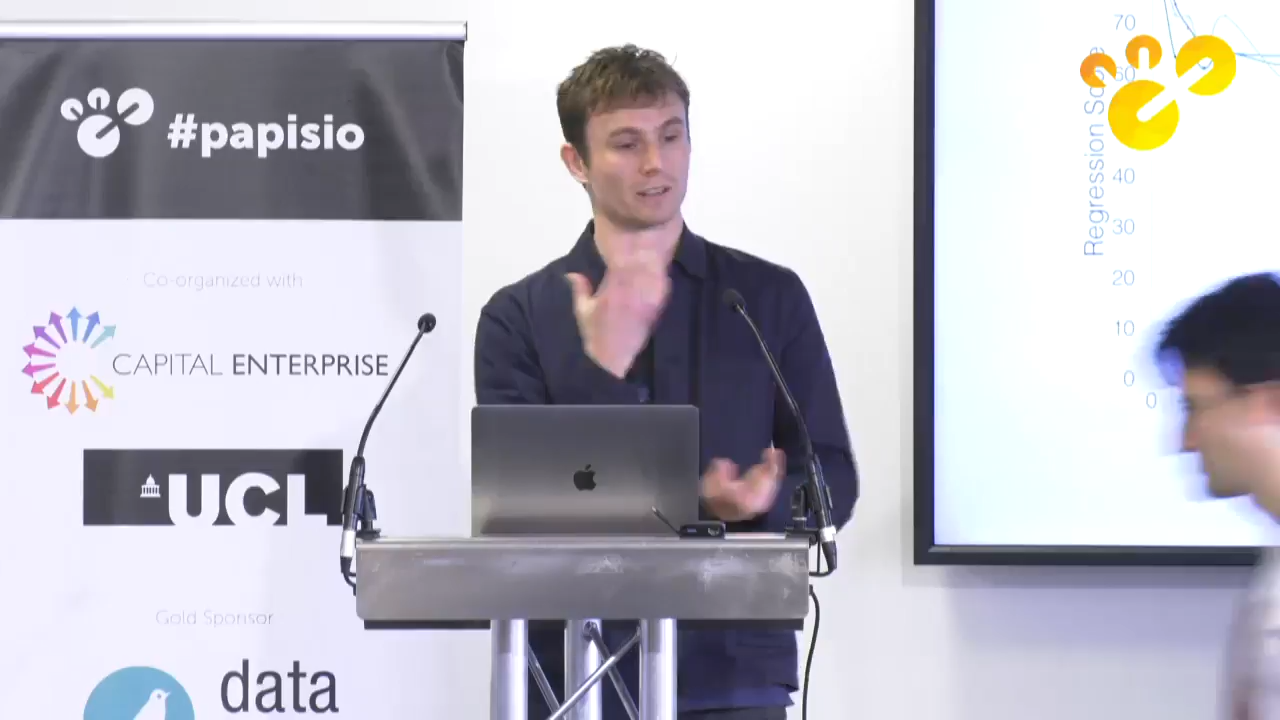 #papisio
Co-organized with
CAPITAL ENTERPRISE
UCL
Gold Sponsor
data
Regression Score
70
60
40
30
20
10
0
0